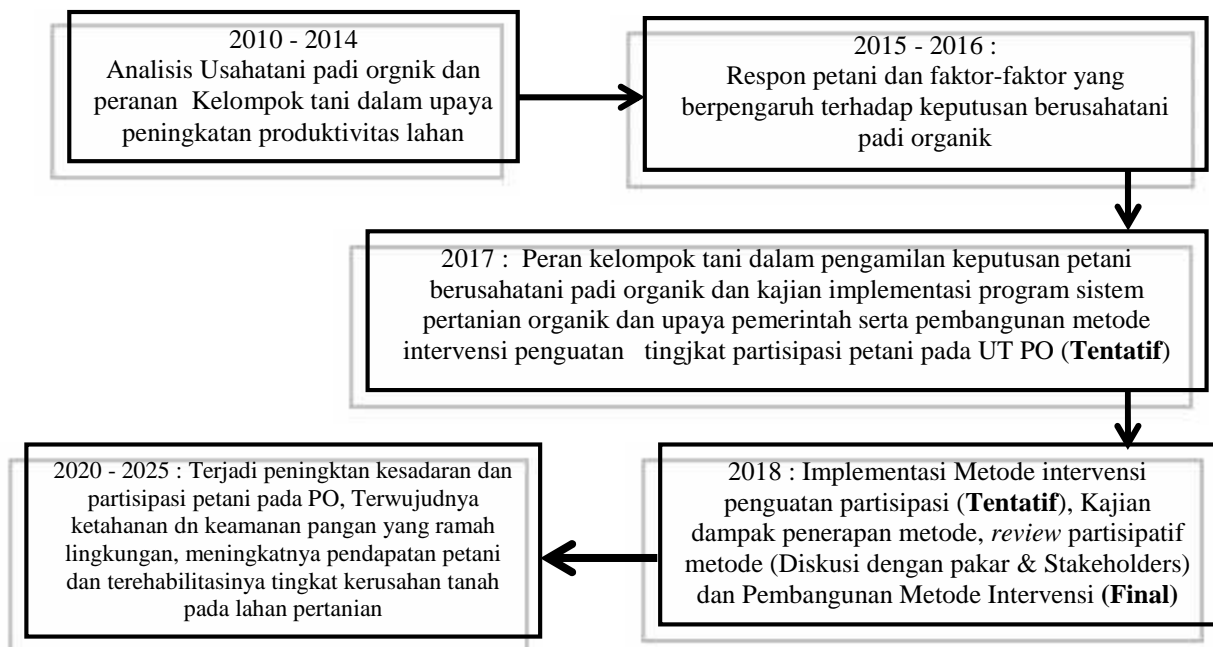 2010 - 2014
Analisis Usahatani padi orgnik dan
peranan Kelompok tani dalam upaya
peningkatan produktivitas lahan
2015 - 2016 :
Respon petani dan faktor-faktor yang
berpengaruh terhadap keputusan berusahatani
padi organik
2017 : Peran kelompok tani dalam pengamilan keputusan petani
berusahatani padi organik dan kajian implementasi program sistem
pertanian organik dan upaya pemerintah serta pembangunan metode
intervensi penguatan tingjkat partisipasi petani pada UT PO (Tentatif)
2018 : Implementasi Metode intervensi
penguatan partisipasi (Tentatif), Kajian
dampak penerapan metode, review partisipatif
metode (Diskusi dengan pakar & Stakeholders)
dan Pembangunan Metode Intervensi (Final)
2020 - 2025 : Terjadi peningktan kesadaran dan
partisipasi petani pada PO, Terwujudnya
ketahanan dn keamanan pangan yang ramah
lingkungan, meningkatnya pendapatan petani
dan terehabilitasinya tingkat kerusahan tanah
pada lahan pertanian